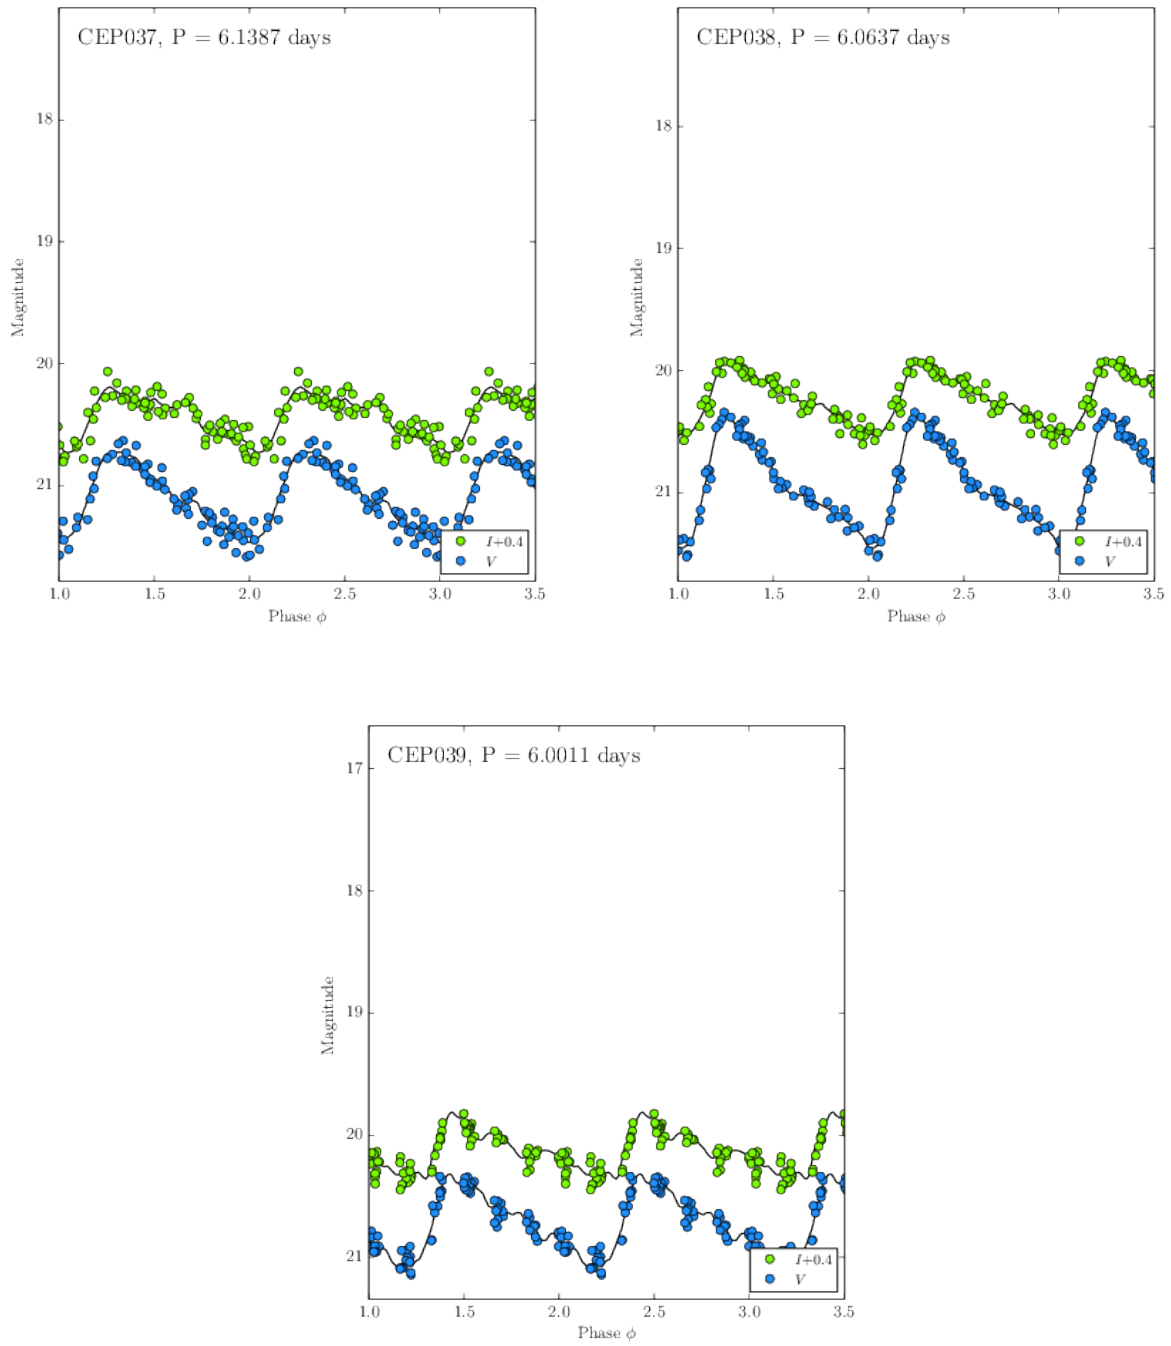 CEP037, P = 6.1387 days
18
19
20
21
Magnitude
1.0 1.5 2.0 2.5 3.0 3.5
Phase ϕ
I+0.4
V
CEP038, P = 6.0637 days
18
19
20
21
Magnitude
1.0 1.5 2.0 2.5 3.0 3.5
Phase ϕ
I+0.4
V
CEP039, P = 6.0011 days
17
18
19
20
21
Magnitude
1.0 1.5 2.0 2.5 3.0 3.5
Phase ϕ
I+0.4
V